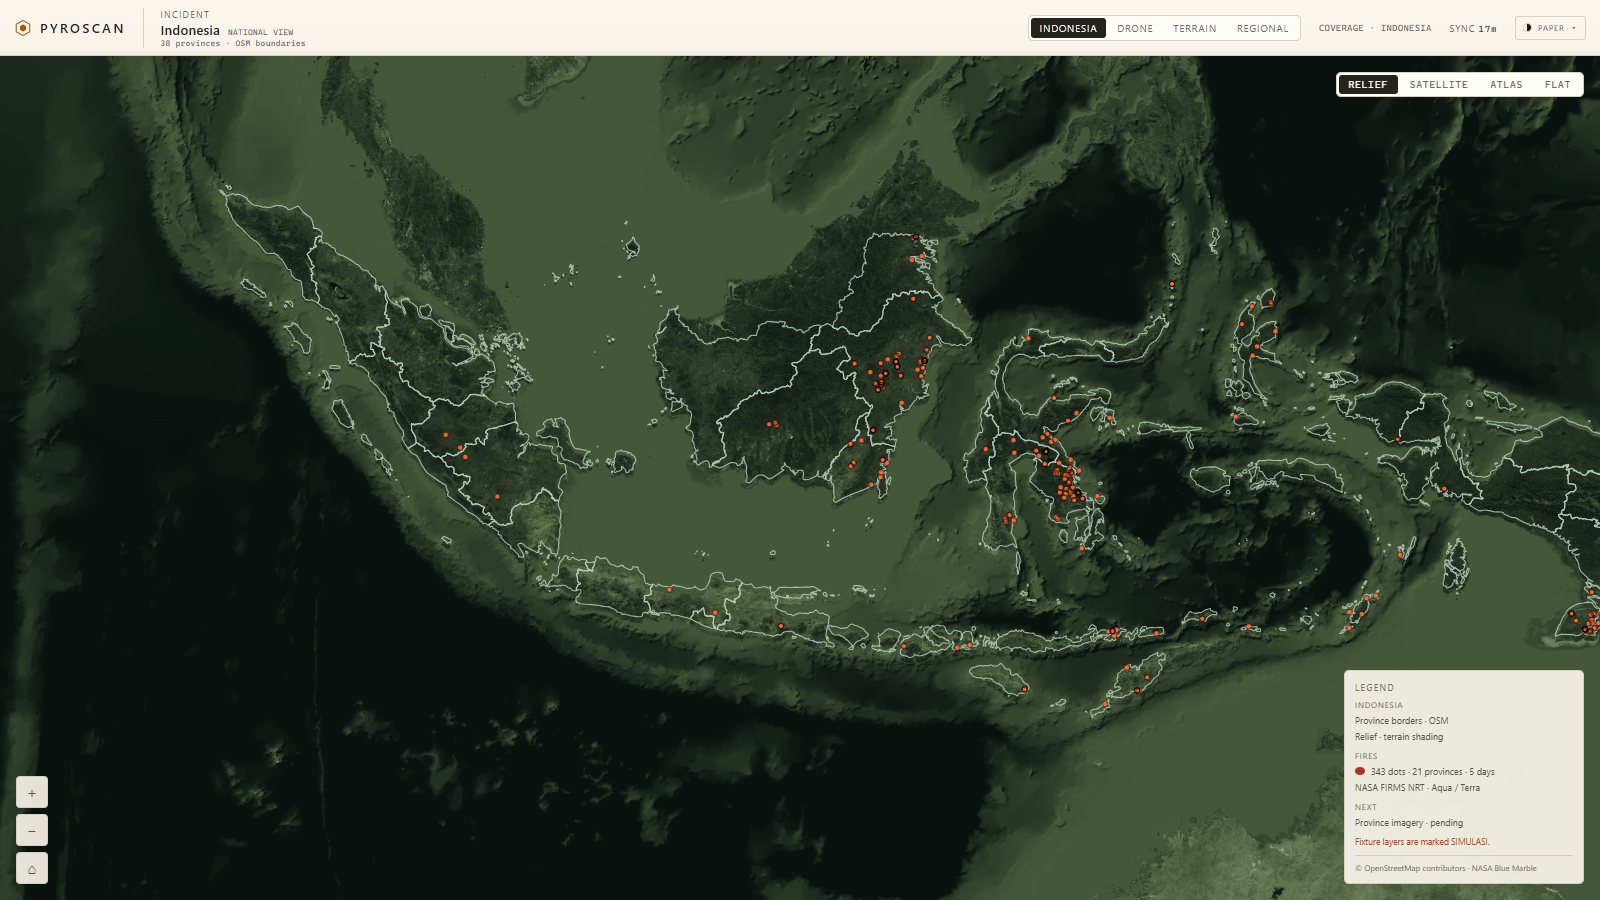 PYROSCAN
INCIDENT
Indonesia NATIONAL VIEW
38 provinces · OSM boundaries
INDONESIA DRONE TERRAIN REGIONAL
COVERAGE · INDONESIA
SYNC 17m
PAPER
RELIEF SATELLITE ATLAS FLAT
+
−
⌂
LEGEND
INDONESIA
Province borders · OSM
Relief · terrain shading
FIRES
343 dots · 21 provinces · 5 days
NASA FIRMS NRT · Aqua / Terra
NEXT
Province imagery · pending
Fixture layers are marked SIMULASI.
© OpenStreetMap contributors · NASA Blue Marble